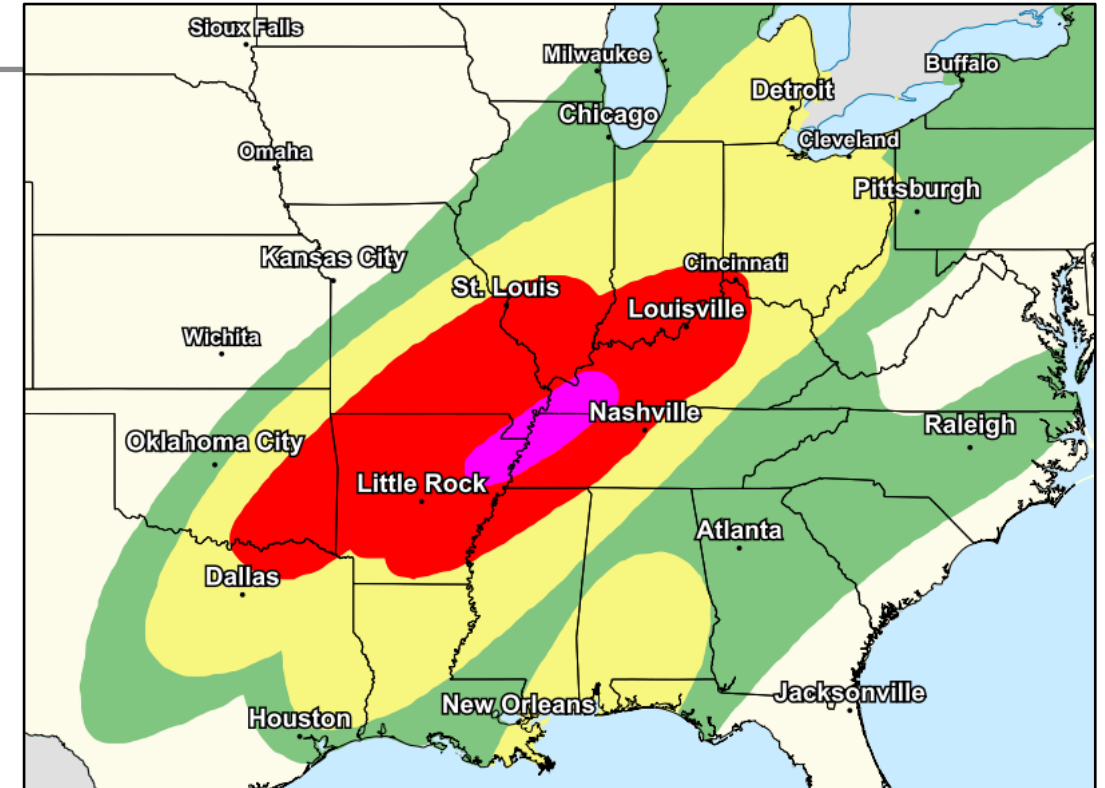 Sioux Falls
Milwaukee
Buffalo
Detroit
Chicago
Cleveland
Omaha
Pittsburgh
Kansas City
Cincinnati
St. Louis
Louisville
Wichita
Nashville
Raleigh
Oklahoma City
Little Rock
Atlanta
Dallas
Jacksonville
New Orleans
Houston